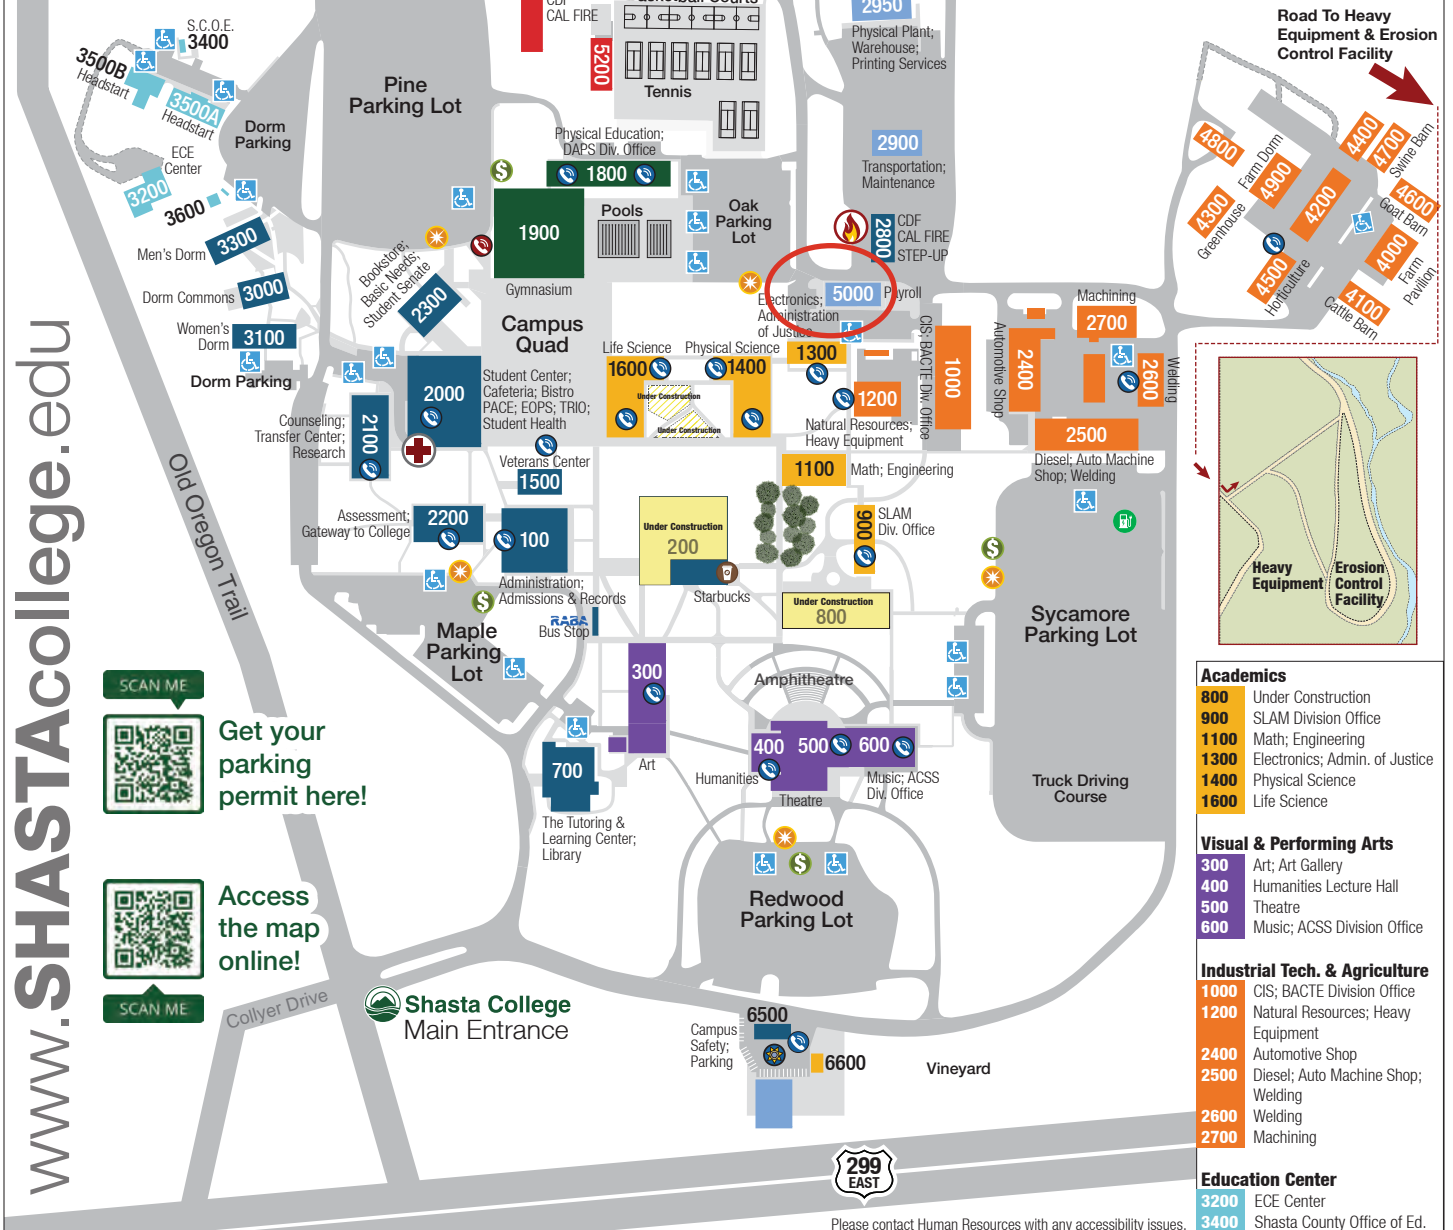 CDF
CAL FIRE
5200
Tennis
2950
Physical Plant;
Warehouse;
Printing Services
2900
Transportation;
Maintenance
Road To Heavy
Equipment & Erosion
Control Facility
S.C.O.E.
3400
3500B
Headstart
3500A
Headstart
Dorm
Parking
ECE
Center
3200
3600
Pine
Parking Lot
Physical Education;
DAPS Div. Office
1800
1900
Gymnasium
Pools
Oak
Parking
Lot
2800
CDF
CAL FIRE
STEP-UP
5000
Payroll
Electronics;
Administration
of Justice
4800
Farm Dorm
4900
4300
Greenhouse
4200
4400
4700
Swine Barn
4600
Goat Barn
4000
Farm
Pavilion
4500
Horticulture
4100
Cattle Barn
3300
Men's Dorm
Dorm Commons
3000
Women's
Dorm
3100
Dorm Parking
Bookstore;
Basic Needs;
Student Senate
2300
Campus
Quad
Life Science
1600
Physical Science
1400
Under Construction
Under Construction
1300
1200
Natural Resources;
Heavy Equipment
CIS; BACTE Div. Office
1000
Automotive Shop
2400
Machining
2700
2600
Welding
2500
Diesel; Auto Machine
Shop; Welding
2000
Student Center;
Cafeteria; Bistro
PACE; EOPS; TRIO;
Student Health
Counseling;
Transfer Center;
Research
2100
Veterans Center
1500
1100
Math; Engineering
Assessment;
Gateway to College
2200
100
Administration;
Admissions & Records
Under Construction
200
Starbucks
900
SLAM
Div. Office
Under Construction
800
RABA
Bus Stop
Maple
Parking
Lot
Sycamore
Parking Lot
Heavy
Equipment
Erosion
Control
Facility
300
Art
Amphitheatre
400
500
600
Humanities
Theatre
Music; ACSS
Div. Office
700
The Tutoring &
Learning Center;
Library
Truck Driving
Course
Redwood
Parking Lot
Old Oregon Trail
www.SHASTAcollege.edu
SCAN ME
Get your
parking
permit here!
Access
the map
online!
SCAN ME
Collyer Drive
Shasta College
Main Entrance
6500
Campus
Safety;
Parking
6600
Vineyard
299
EAST
Please contact Human Resources with any accessibility issues.
Academics
800 Under Construction
900 SLAM Division Office
1100 Math; Engineering
1300 Electronics; Admin. of Justice
1400 Physical Science
1600 Life Science
Visual & Performing Arts
300 Art; Art Gallery
400 Humanities Lecture Hall
500 Theatre
600 Music; ACSS Division Office
Industrial Tech. & Agriculture
1000 CIS; BACTE Division Office
1200 Natural Resources; Heavy
Equipment
2400 Automotive Shop
2500 Diesel; Auto Machine Shop;
Welding
2600 Welding
2700 Machining
Education Center
3200 ECE Center
3400 Shasta County Office of Ed.